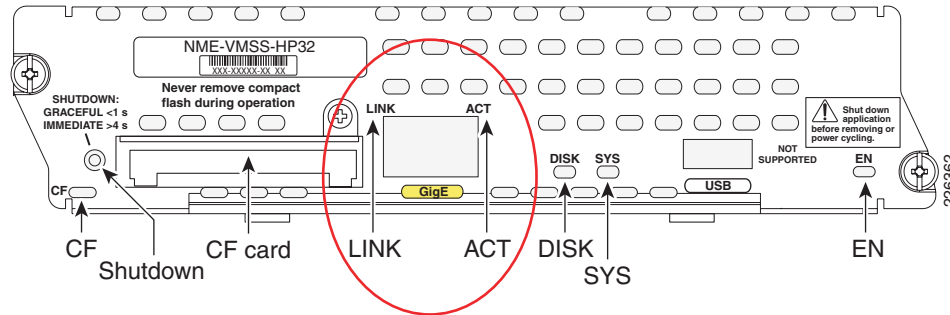 NME-VMSS-HP32
XXX-XXXXX-XX XX
Never remove compact
flash during operation
SHUTDOWN:
GRACEFUL <1 s
IMMEDIATE >4 s
LINK
ACT
Shut down
application
before removing or
power cycling.
DISK
SYS
NOT
SUPPORTED
EN
CF
GigE
USB
226362
CF
Shutdown
CF card
LINK
ACT
DISK
SYS
EN